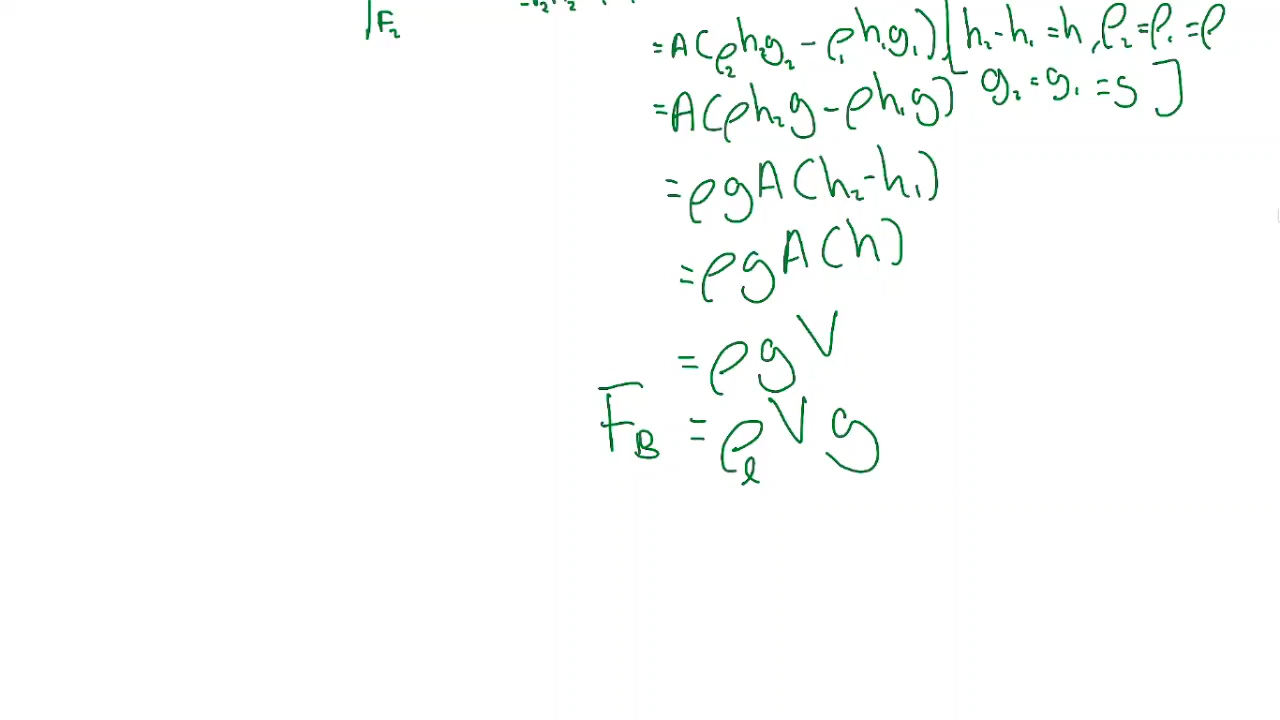 F₂
= A(ρ₂h₂g₂ - ρ₁h₁g₁) [h₂-h₁ = h, ρ₂ = ρ₁ = ρ
= A(ρh₂g - ρh₁g) g₂ = g₁ = g]
= ρgA(h₂-h₁)
= ρgA(h)
= ρgV
F_B = ρ_l V g